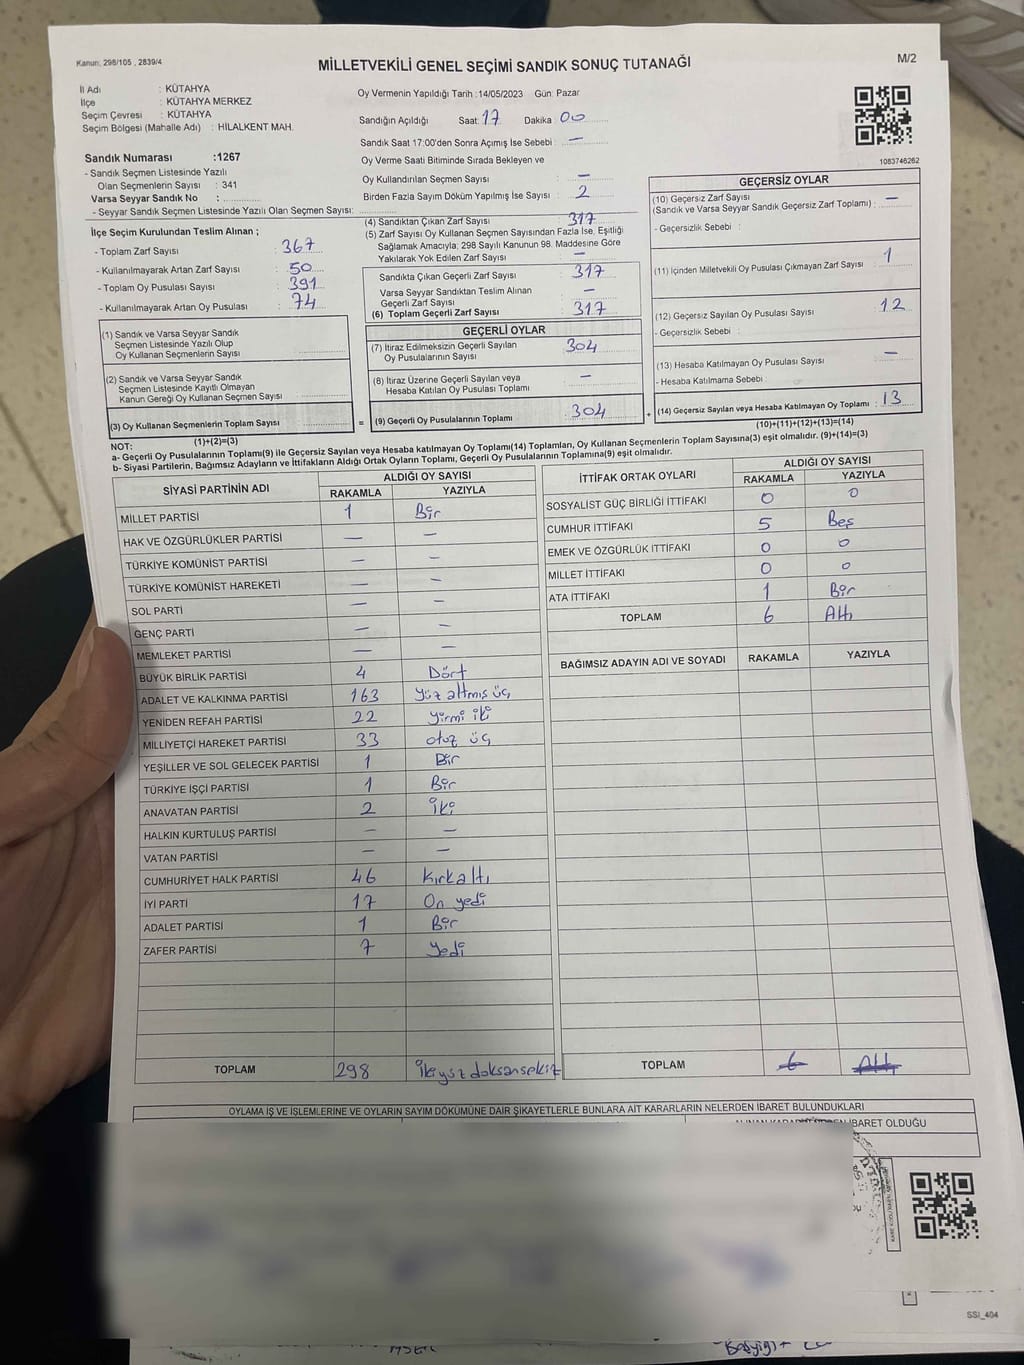 Kanun; 298/105 , 2839/4
MİLLETVEKİLİ GENEL SEÇİMİ SANDIK SONUÇ TUTANAĞI
M/2
İl Adı : KÜTAHYA
İlçe : KÜTAHYA MERKEZ
Seçim Çevresi : KÜTAHYA
Seçim Bölgesi (Mahalle Adı) : HİLALKENT MAH.
Sandık Numarası :1267
- Sandık Seçmen Listesinde Yazılı
Olan Seçmenlerin Sayısı : 341
Varsa Seyyar Sandık No :
- Seyyar Sandık Seçmen Listesinde Yazılı Olan Seçmen Sayısı:
Oy Vermenin Yapıldığı Tarih :14/05/2023 Gün: Pazar
Sandığın Açıldığı Saat: 17 Dakika 00
Sandık Saat 17:00'den Sonra Açımış İse Sebebi : —
Oy Verme Saati Bitiminde Sırada Bekleyen ve
Oy Kullandırılan Seçmen Sayısı : —
Birden Fazla Sayım Döküm Yapılmış İse Sayısı : 2
1083746262
İlçe Seçim Kurulundan Teslim Alınan ;
- Toplam Zarf Sayısı : 367
- Kullanılmayarak Artan Zarf Sayısı : 50
- Toplam Oy Pusulası Sayısı : 391
- Kullanılmayarak Artan Oy Pusulası : 74
(1) Sandık ve Varsa Seyyar Sandık
Seçmen Listesinde Yazılı Olup
Oy Kullanan Seçmenlerin Sayısı :
(2) Sandık ve Varsa Seyyar Sandık
Seçmen Listesinde Kayıtlı Olmayan
Kanun Gereği Oy Kullanan Seçmen Sayısı :
(3) Oy Kullanan Seçmenlerin Toplam Sayısı :
(1)+(2)=(3)
(4) Sandıktan Çıkan Zarf Sayısı : 317
(5) Zarf Sayısı Oy Kullanan Seçmen Sayısından Fazla İse, Eşitliği
Sağlamak Amacıyla; 298 Sayılı Kanunun 98. Maddesine Göre
Yakılarak Yok Edilen Zarf Sayısı : —
Sandıkta Çıkan Geçerli Zarf Sayısı : 317
Varsa Seyyar Sandıktan Teslim Alınan
Geçerli Zarf Sayısı : —
(6) Toplam Geçerli Zarf Sayısı : 317
GEÇERLİ OYLAR
(7) İtiraz Edilmeksizin Geçerli Sayılan
Oy Pusulalarının Sayısı : 304
(8) İtiraz Üzerine Geçerli Sayılan veya
Hesaba Katılan Oy Pusulası Toplamı : —
= (9) Geçerli Oy Pusulalarının Toplamı : 304 +
GEÇERSİZ OYLAR
(10) Geçersiz Zarf Sayısı
(Sandık ve Varsa Seyyar Sandık Geçersiz Zarf Toplamı) : —
- Geçersizlik Sebebi :
(11) İçinden Milletvekili Oy Pusulası Çıkmayan Zarf Sayısı : 1
(12) Geçersiz Sayılan Oy Pusulası Sayısı : 12
- Geçersizlik Sebebi :
(13) Hesaba Katılmayan Oy Pusulası Sayısı : —
- Hesaba Katılmama Sebebi :
(14) Geçersiz Sayılan veya Hesaba Katılmayan Oy Toplamı : 13
(10)+(11)+(12)+(13)=(14)
NOT:
a- Geçerli Oy Pusulalarının Toplamı(9) ile Geçersiz Sayılan veya Hesaba katılmayan Oy Toplamı(14) Toplamları, Oy Kullanan Seçmenlerin Toplam Sayısına(3) eşit olmalıdır. (9)+(14)=(3)
b- Siyasi Partilerin, Bağımsız Adayların ve İttifakların Aldığı Ortak Oyların Toplamı, Geçerli Oy Pusulalarının Toplamına(9) eşit olmalıdır.
SİYASİ PARTİNİN ADI
ALDIĞI OY SAYISI
RAKAMLA YAZIYLA
MİLLET PARTİSİ 1 Bir
HAK VE ÖZGÜRLÜKLER PARTİSİ — —
TÜRKİYE KOMÜNİST PARTİSİ — —
TÜRKİYE KOMÜNİST HAREKETİ — —
SOL PARTİ — —
GENÇ PARTİ — —
MEMLEKET PARTİSİ — —
BÜYÜK BİRLİK PARTİSİ 4 Dört
ADALET VE KALKINMA PARTİSİ 163 Yüz altmış üç
YENİDEN REFAH PARTİSİ 22 yirmi iki
MİLLİYETÇİ HAREKET PARTİSİ 33 otuz üç
YEŞİLLER VE SOL GELECEK PARTİSİ 1 Bir
TÜRKİYE İŞÇİ PARTİSİ 1 Bir
ANAVATAN PARTİSİ 2 iki
HALKIN KURTULUŞ PARTİSİ — —
VATAN PARTİSİ — —
CUMHURİYET HALK PARTİSİ 46 Kırkaltı
İYİ PARTİ 17 On yedi
ADALET PARTİSİ 1 Bir
ZAFER PARTİSİ 7 Yedi
TOPLAM 298 ikiyüz doksansekiz
İTTİFAK ORTAK OYLARI
ALDIĞI OY SAYISI
RAKAMLA YAZIYLA
SOSYALİST GÜÇ BİRLİĞİ İTTİFAKI 0 0
CUMHUR İTTİFAKI 5 Beş
EMEK VE ÖZGÜRLÜK İTTİFAKI 0 0
MİLLET İTTİFAKI 0 0
ATA İTTİFAKI 1 Bir
TOPLAM 6 Altı
BAĞIMSIZ ADAYIN ADI VE SOYADI RAKAMLA YAZIYLA
TOPLAM 6 Altı
OYLAMA İŞ VE İŞLEMLERİNE VE OYLARIN SAYIM DÖKÜMÜNE DAİR ŞİKAYETLERLE BUNLARA AİT KARARLARIN NELERDEN İBARET BULUNDUKLARI
İBARET OLDUĞU
SSİ_404